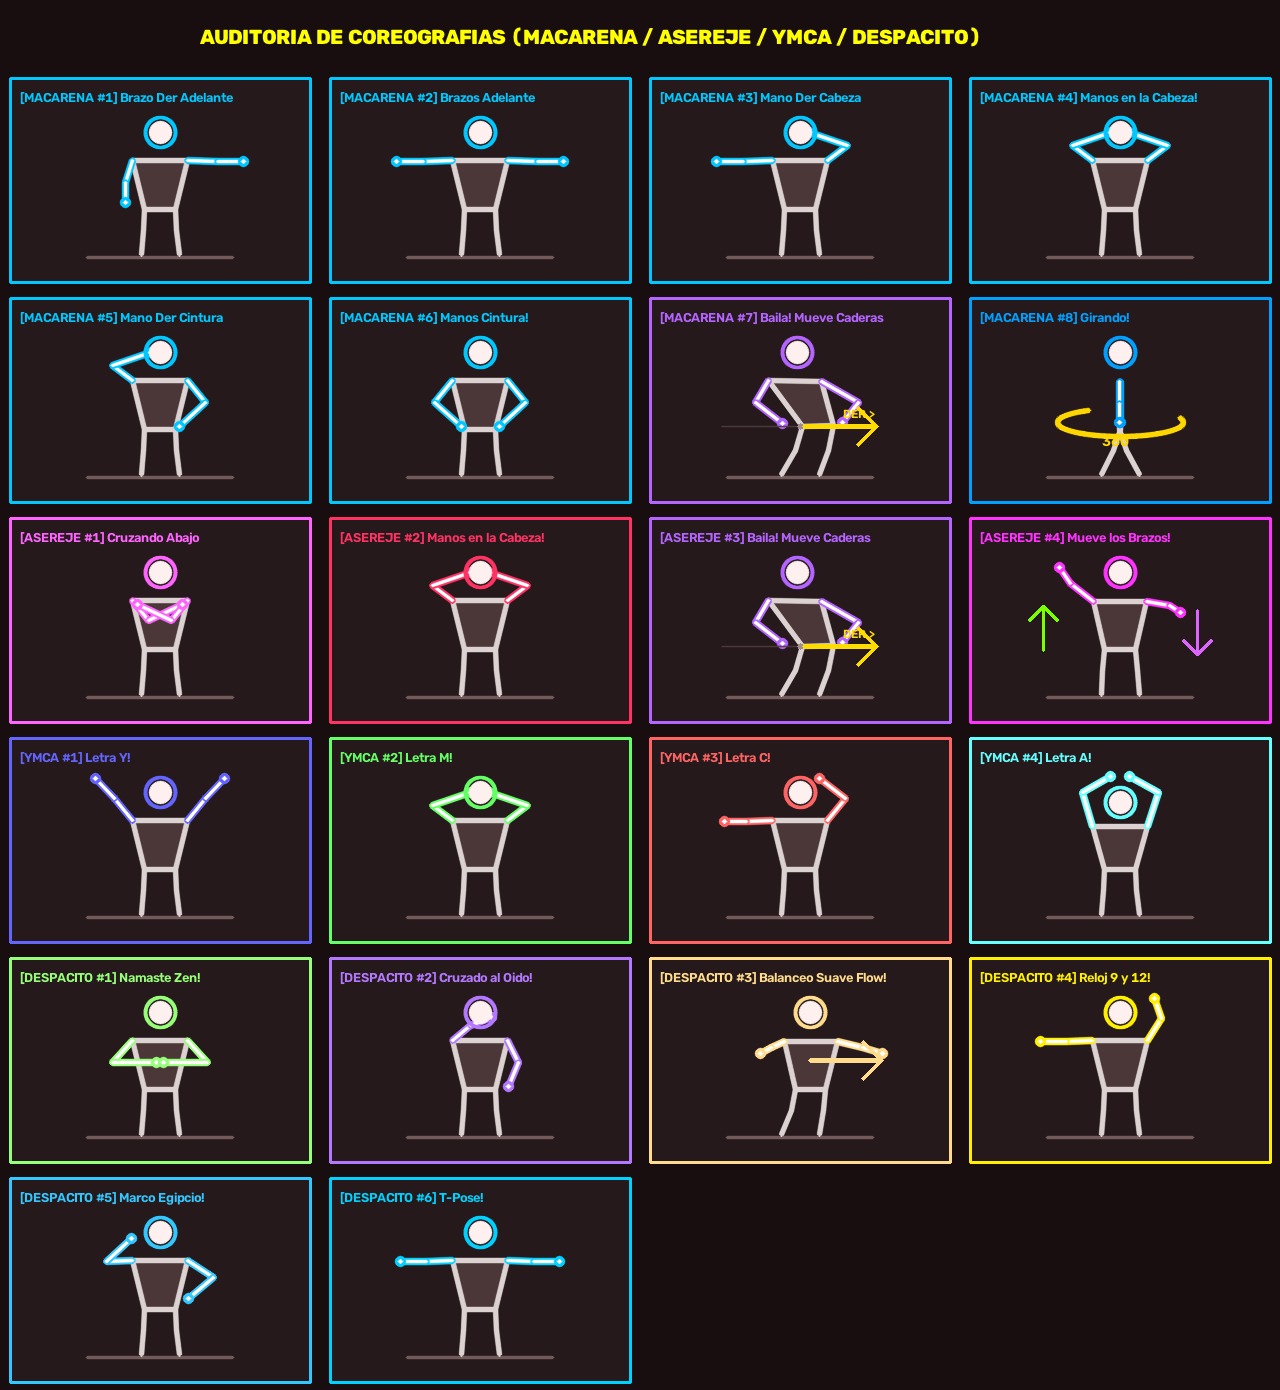 AUDITORIA DE COREOGRAFIAS (MACARENA / ASEREJE / YMCA / DESPACITO)
[MACARENA #1] Brazo Der Adelante
[MACARENA #2] Brazos Adelante
[MACARENA #3] Mano Der Cabeza
[MACARENA #4] Manos en la Cabeza!
[MACARENA #5] Mano Der Cintura
[MACARENA #6] Manos Cintura!
[MACARENA #7] Baila! Mueve Caderas
DER >
[MACARENA #8] Girando!
[ASEREJE #1] Cruzando Abajo
[ASEREJE #2] Manos en la Cabeza!
[ASEREJE #3] Baila! Mueve Caderas
DER >
[ASEREJE #4] Mueve los Brazos!
[YMCA #1] Letra Y!
[YMCA #2] Letra M!
[YMCA #3] Letra C!
[YMCA #4] Letra A!
[DESPACITO #1] Namaste Zen!
[DESPACITO #2] Cruzado al Oido!
[DESPACITO #3] Balanceo Suave Flow!
[DESPACITO #4] Reloj 9 y 12!
[DESPACITO #5] Marco Egipcio!
[DESPACITO #6] T-Pose!